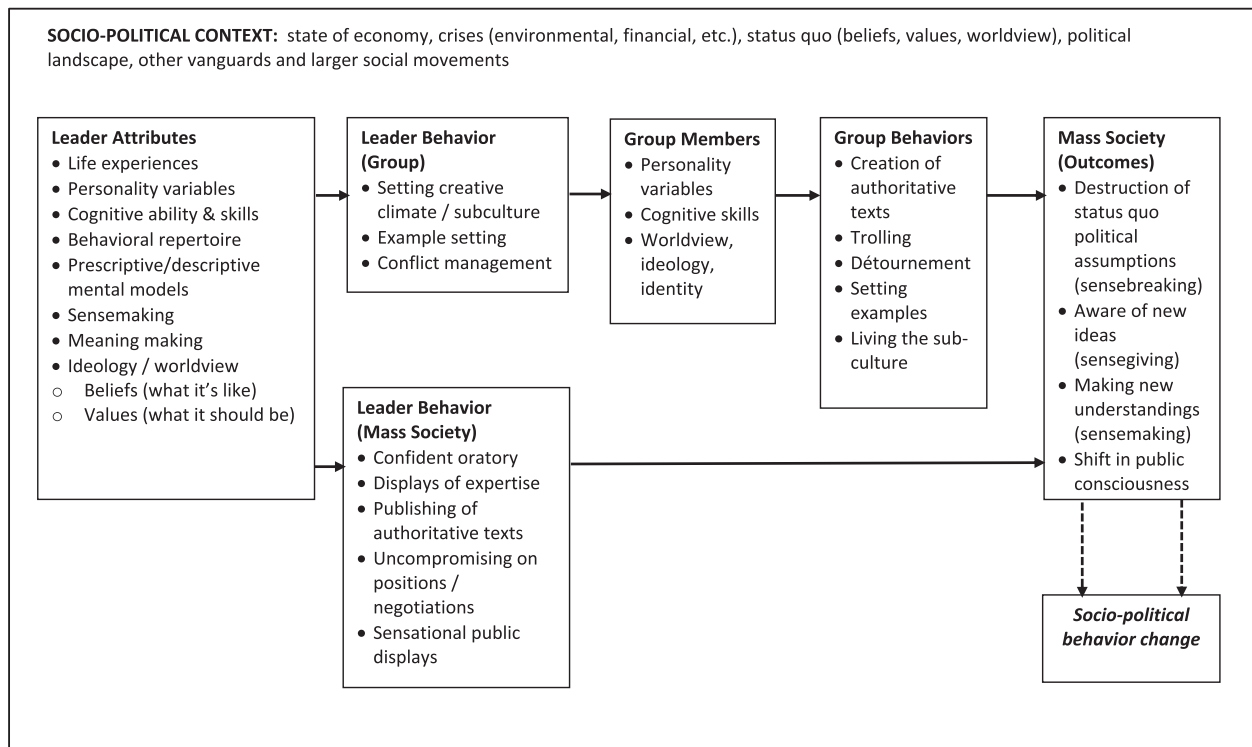 SOCIO-POLITICAL CONTEXT: state of economy, crises (environmental, financial, etc.), status quo (beliefs, values, worldview), political
landscape, other vanguards and larger social movements
Leader Attributes
• Life experiences
• Personality variables
• Cognitive ability & skills
• Behavioral repertoire
• Prescriptive/descriptive
mental models
• Sensemaking
• Meaning making
• Ideology / worldview
o Beliefs (what it's like)
o Values (what it should be)
Leader Behavior
(Group)
• Setting creative
climate / subculture
• Example setting
• Conflict management
Group Members
• Personality
variables
• Cognitive skills
• Worldview,
ideology,
identity
Group Behaviors
• Creation of
authoritative
texts
• Trolling
• Détournement
• Setting
examples
• Living the sub-
culture
Mass Society
(Outcomes)
• Destruction of
status quo
political
assumptions
(sensebreaking)
• Aware of new
ideas
(sensegiving)
• Making new
understandings
(sensemaking)
• Shift in public
consciousness
Leader Behavior
(Mass Society)
• Confident oratory
• Displays of expertise
• Publishing of
authoritative texts
• Uncompromising on
positions /
negotiations
• Sensational public
displays
Socio-political
behavior change